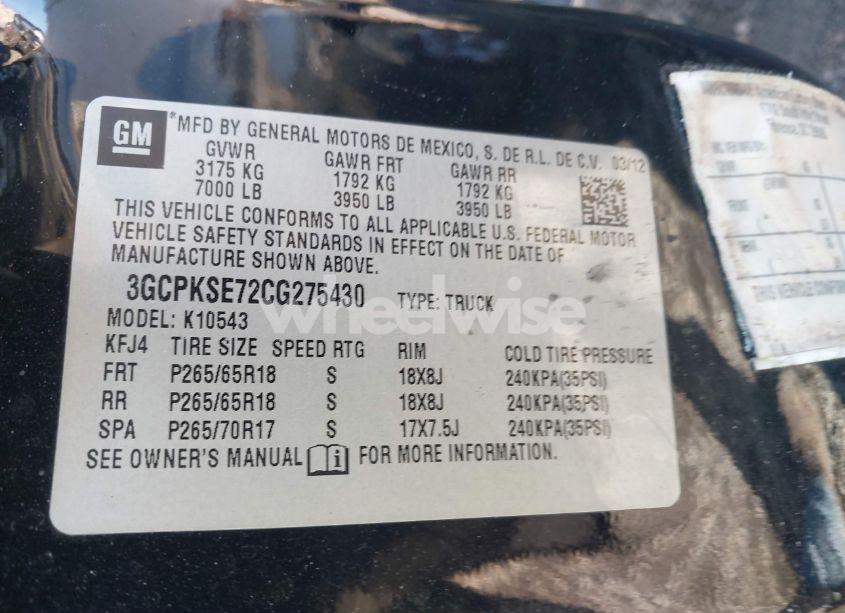 GM
*MFD BY GENERAL MOTORS DE MEXICO, S. DE R.L. DE C.V. 03/12
GVWR GAWR FRT GAWR RR
3175 KG 1792 KG 1792 KG
7000 LB 3950 LB 3950 LB
THIS VEHICLE CONFORMS TO ALL APPLICABLE U.S. FEDERAL MOTOR
VEHICLE SAFETY STANDARDS IN EFFECT ON THE DATE OF
MANUFACTURE SHOWN ABOVE.
3GCPKSE72CG275430 TYPE: TRUCK
wheelwise
MODEL: K10543
KFJ4 TIRE SIZE SPEED RTG RIM COLD TIRE PRESSURE
FRT P265/65R18 S 18X8J 240KPA(35PSI)
RR P265/65R18 S 18X8J 240KPA(35PSI)
SPA P265/70R17 S 17X7.5J 240KPA(35PSI)
SEE OWNER'S MANUAL i FOR MORE INFORMATION.
THIS VEHICLE CONFORMS